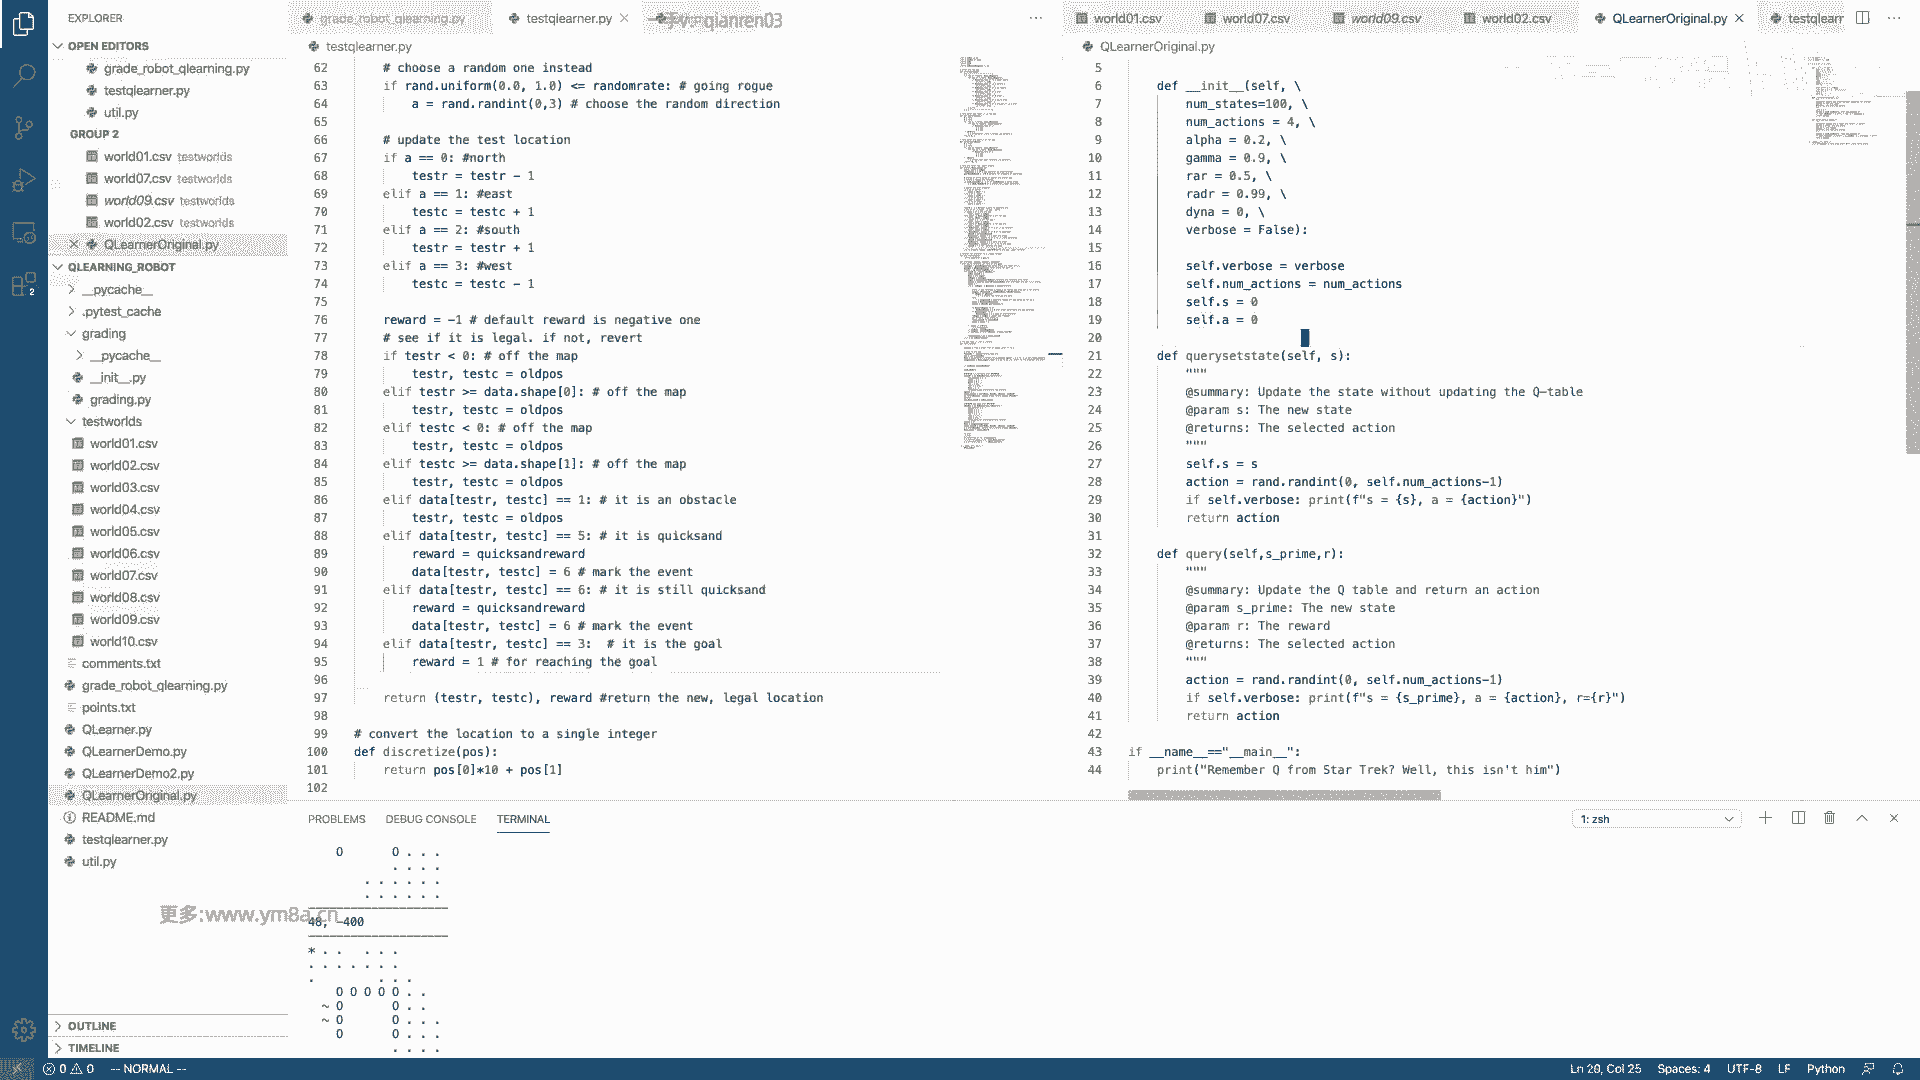 EXPLORER
OPEN EDITORS
grade_robot_qlearning.py
testqlearner.py
util.py
GROUP 2
world01.csv testworlds
world07.csv testworlds
world09.csv testworlds
world02.csv testworlds
QLearnerOriginal.py
QLEARNING_ROBOT
__pycache__
.pytest_cache
grading
__pycache__
__init__.py
grading.py
testworlds
world01.csv
world02.csv
world03.csv
world04.csv
world05.csv
world06.csv
world07.csv
world08.csv
world09.csv
world10.csv
comments.txt
grade_robot_qlearning.py
points.txt
QLearner.py
QLearnerDemo.py
QLearnerDemo2.py
QLearnerOriginal.py
README.md
testqlearner.py
util.py
OUTLINE
TIMELINE
grade_robot_qlearning.py
testqlearner.py
testqlearner.py
62 # choose a random one instead
63 if rand.uniform(0.0, 1.0) <= randomrate: # going rogue
64 a = rand.randint(0,3) # choose the random direction
65
66 # update the test location
67 if a == 0: #north
68 testr = testr - 1
69 elif a == 1: #east
70 testc = testc + 1
71 elif a == 2: #south
72 testr = testr + 1
73 elif a == 3: #west
74 testc = testc - 1
75
76 reward = -1 # default reward is negative one
77 # see if it is legal. if not, revert
78 if testr < 0: # off the map
79 testr, testc = oldpos
80 elif testr >= data.shape[0]: # off the map
81 testr, testc = oldpos
82 elif testc < 0: # off the map
83 testr, testc = oldpos
84 elif testc >= data.shape[1]: # off the map
85 testr, testc = oldpos
86 elif data[testr, testc] == 1: # it is an obstacle
87 testr, testc = oldpos
88 elif data[testr, testc] == 5: # it is quicksand
89 reward = quicksandreward
90 data[testr, testc] = 6 # mark the event
91 elif data[testr, testc] == 6: # it is still quicksand
92 reward = quicksandreward
93 data[testr, testc] = 6 # mark the event
94 elif data[testr, testc] == 3:  # it is the goal
95 reward = 1 # for reaching the goal
96
97 return (testr, testc), reward #return the new, legal location
98
99 # convert the location to a single integer
100 def discretize(pos):
101 return pos[0]*10 + pos[1]
102
world01.csv
world07.csv
world09.csv
world02.csv
QLearnerOriginal.py
testqlearr
QLearnerOriginal.py
5
6 def __init__(self, \
7 num_states=100, \
8 num_actions = 4, \
9 alpha = 0.2, \
10 gamma = 0.9, \
11 rar = 0.5, \
12 radr = 0.99, \
13 dyna = 0, \
14 verbose = False):
15
16 self.verbose = verbose
17 self.num_actions = num_actions
18 self.s = 0
19 self.a = 0
20
21 def querysetstate(self, s):
22 """
23 @summary: Update the state without updating the Q-table
24 @param s: The new state
25 @returns: The selected action
26 """
27 self.s = s
28 action = rand.randint(0, self.num_actions-1)
29 if self.verbose: print(f"s = {s}, a = {action}")
30 return action
31
32 def query(self,s_prime,r):
33 """
34 @summary: Update the Q table and return an action
35 @param s_prime: The new state
36 @param r: The reward
37 @returns: The selected action
38 """
39 action = rand.randint(0, self.num_actions-1)
40 if self.verbose: print(f"s = {s_prime}, a = {action}, r={r}")
41 return action
42
43 if __name__=="__main__":
44 print("Remember Q from Star Trek? Well, this isn't him")
PROBLEMS
DEBUG CONSOLE
TERMINAL
1: zsh
O O . . .
. . . .
. . . . . .
. . . . . .
--------------------
48, -400
--------------------
* . . . . .
. . . . . . .
. . . .
O O O O O . .
~ O O . .
~ O O . . .
O O . . .
. . . .
更多:www.ym8a.cn
0 0
-- NORMAL --
Ln 20, Col 25
Spaces: 4
UTF-8
LF
Python